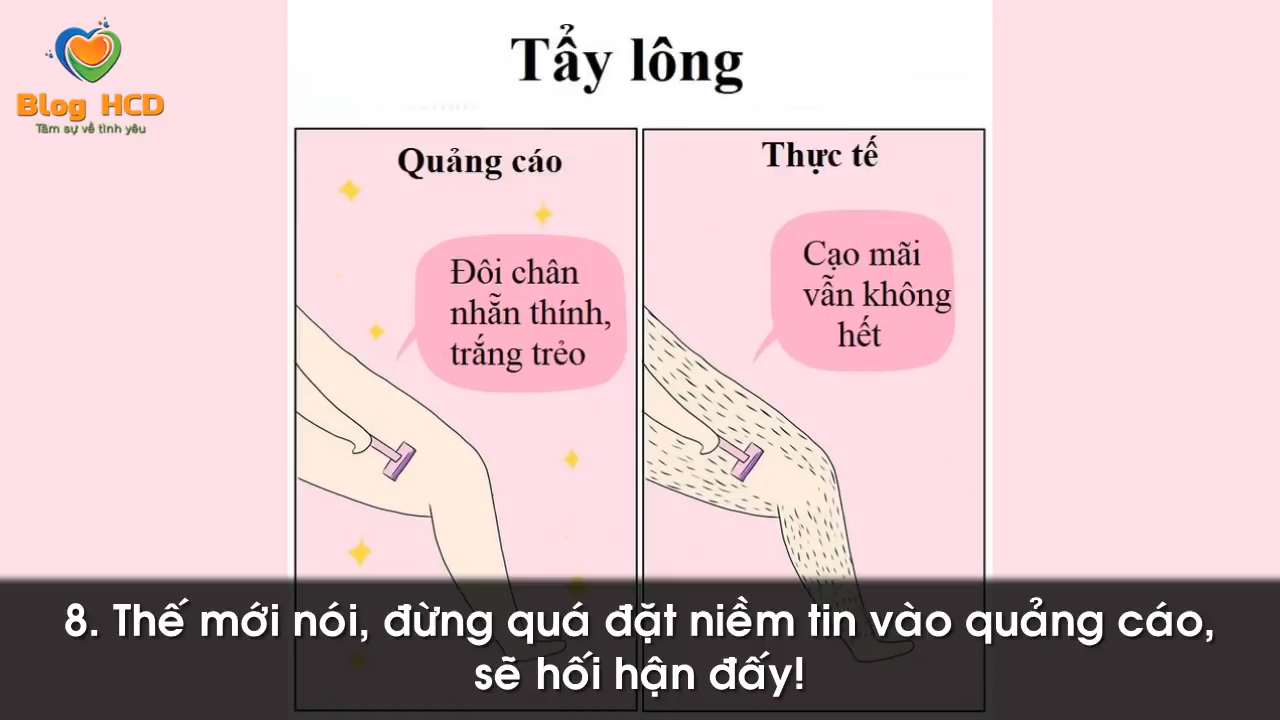 Blog HCD
Tâm sự về tình yêu
Tẩy lông
Quảng cáo
Đôi chân
nhẵn thính,
trắng trẻo
Thực tế
Cạo mãi
vẫn không
hết
8. Thế mới nói, đừng quá đặt niềm tin vào quảng cáo,
sẽ hối hận đấy!